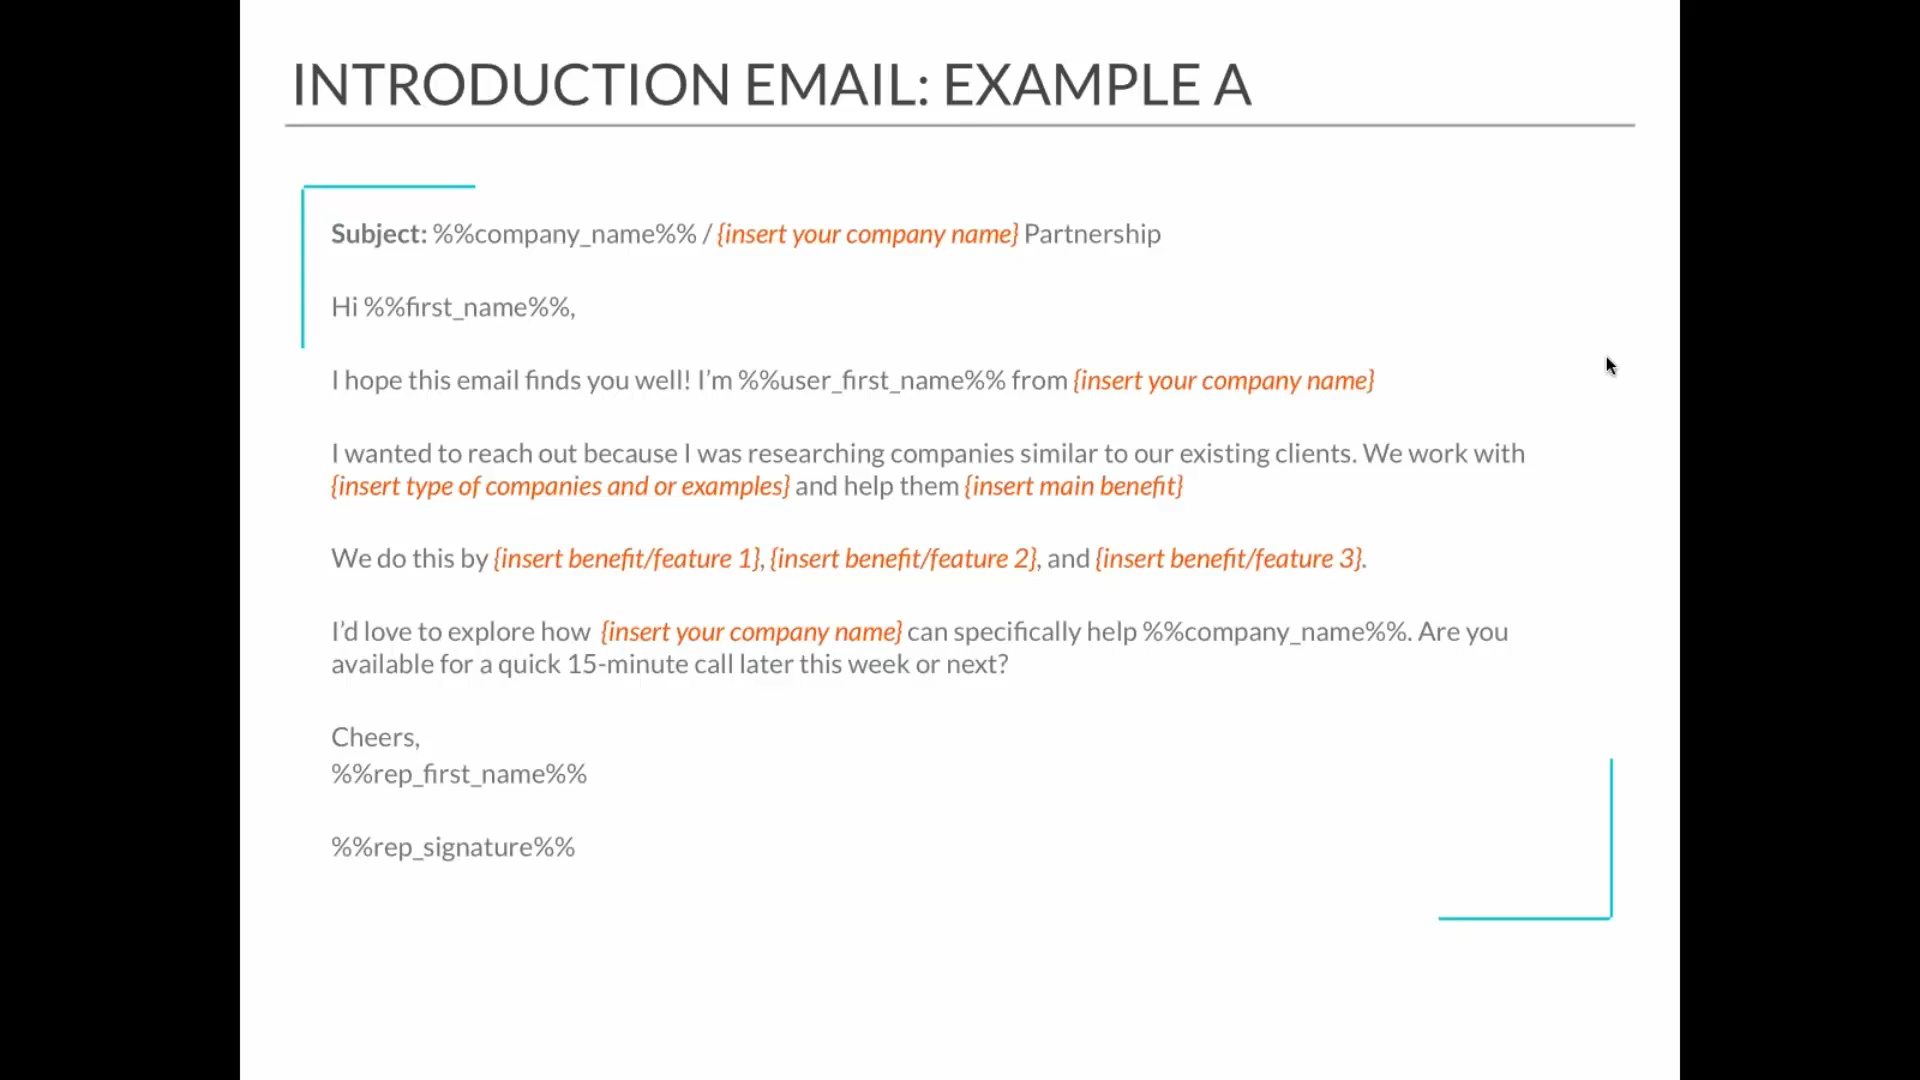 INTRODUCTION EMAIL: EXAMPLE A
Subject: %%company_name%% / {insert your company name} Partnership
Hi %%first_name%%,
I hope this email finds you well! I’m %%user_first_name%% from {insert your company name}
I wanted to reach out because I was researching companies similar to our existing clients. We work with
{insert type of companies and or examples} and help them {insert main benefit}
We do this by {insert benefit/feature 1}, {insert benefit/feature 2}, and {insert benefit/feature 3}.
I’d love to explore how {insert your company name} can specifically help %%company_name%%. Are you
available for a quick 15-minute call later this week or next?
Cheers,
%%rep_first_name%%
%%rep_signature%%